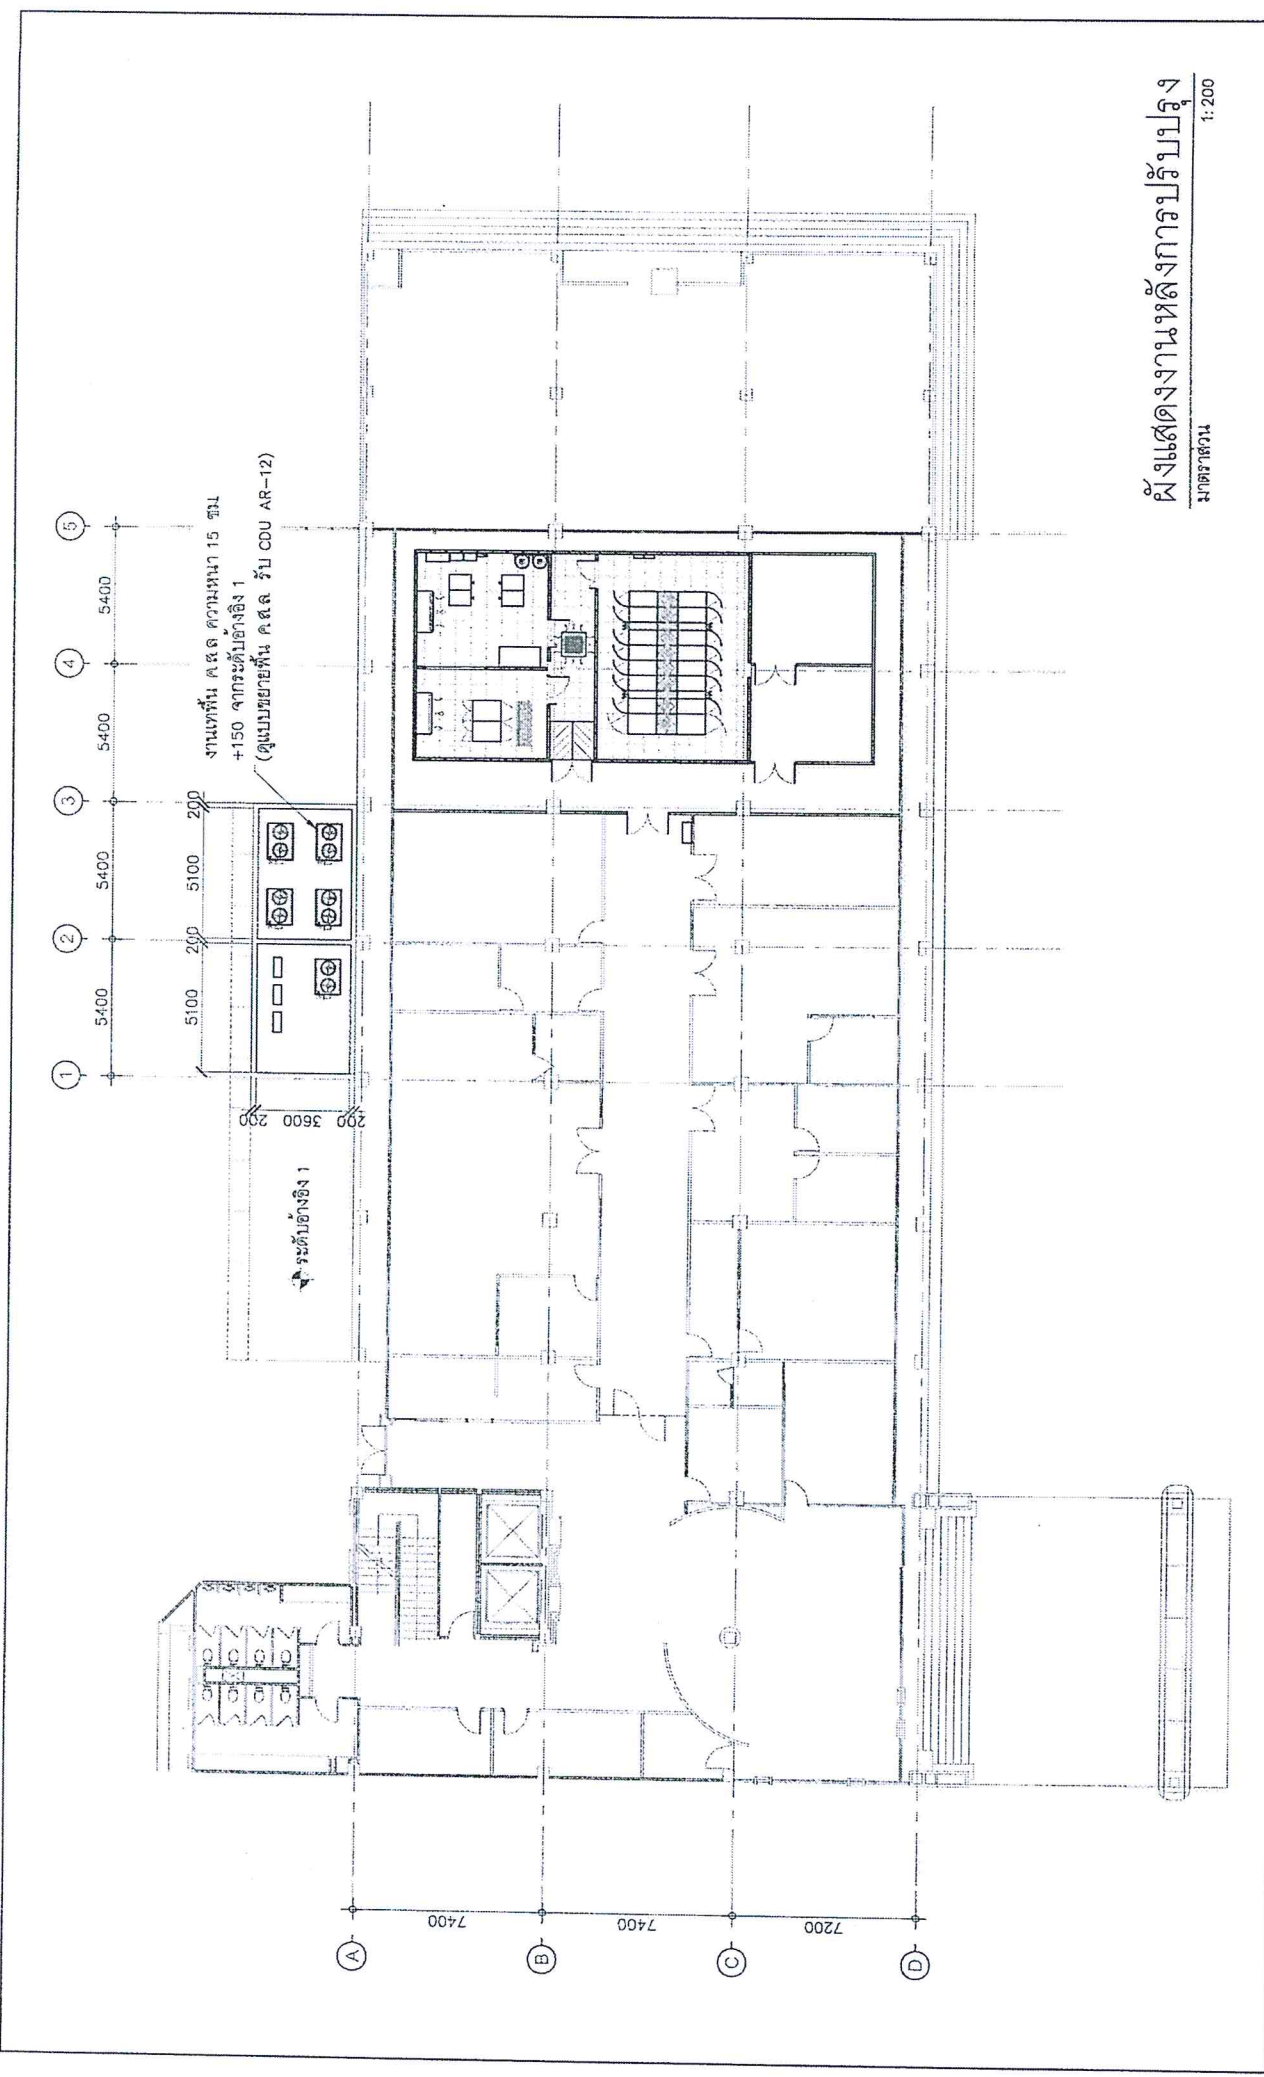 ผังแสดงงานหลังการปรับปรุง
มาตราส่วน 1:200
งานเทพื้น ค.ส.ล. ความหนา 15 ซม.
+150 จากระดับอ้างอิง 1
(ดูแบบขยายพื้น ค.ส.ล. รับ CDU AR-12)
ระดับอ้างอิง 1
1 2 3 4 5
5400 5400 5400 5400
5100 200 5100 200
200 3600 200
A B C D
7400 7400 7200